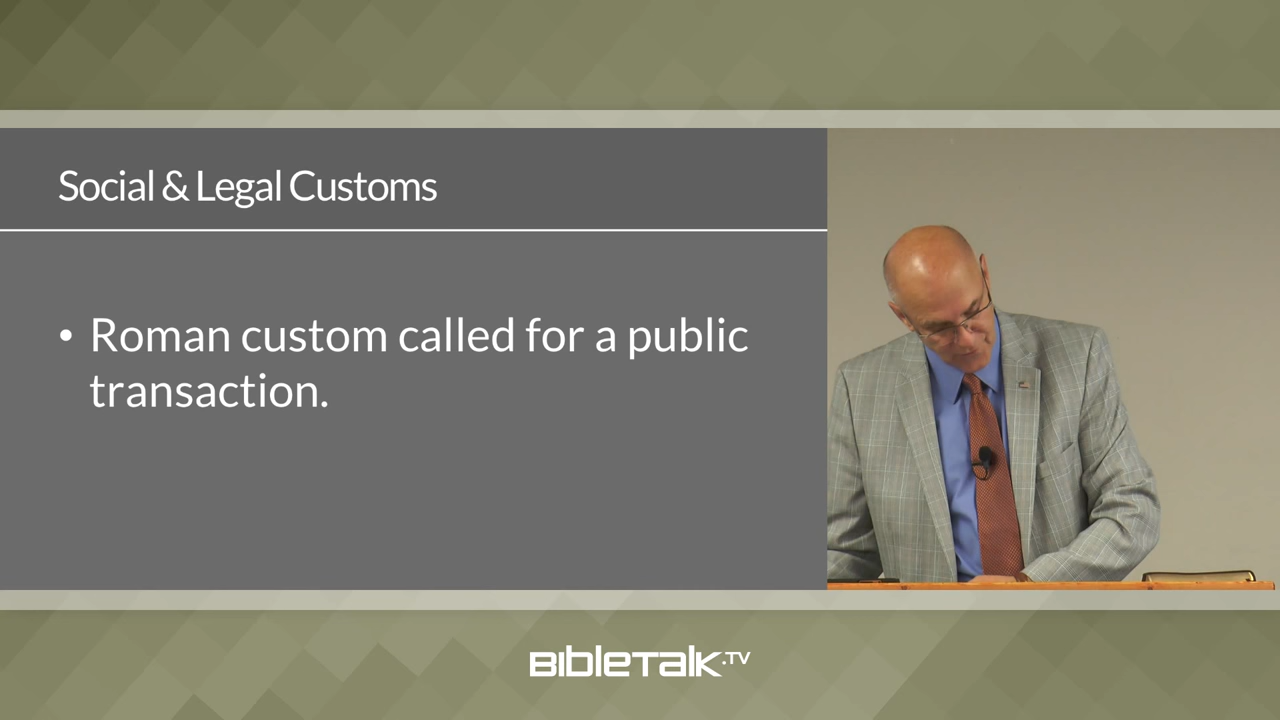 Social & Legal Customs
• Roman custom called for a public
transaction.
BibleTalk.TV